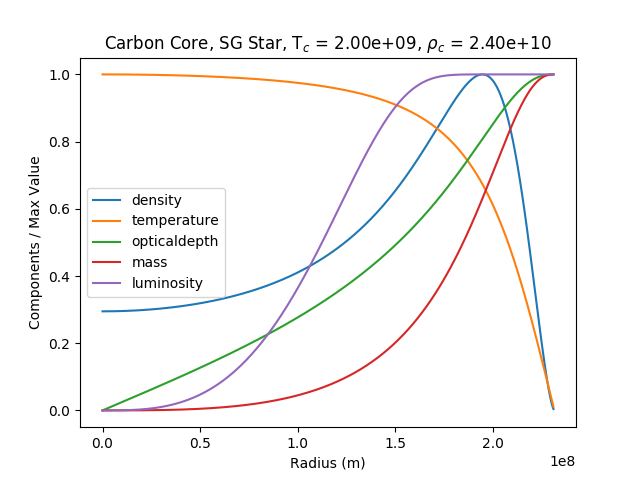 Carbon Core, SG Star, T_c = 2.00e+09, ρ_c = 2.40e+10
1.0
0.8
0.6
0.4
0.2
0.0
Components / Max Value
density
temperature
opticaldepth
mass
luminosity
0.0 0.5 1.0 1.5 2.0
1e8
Radius (m)